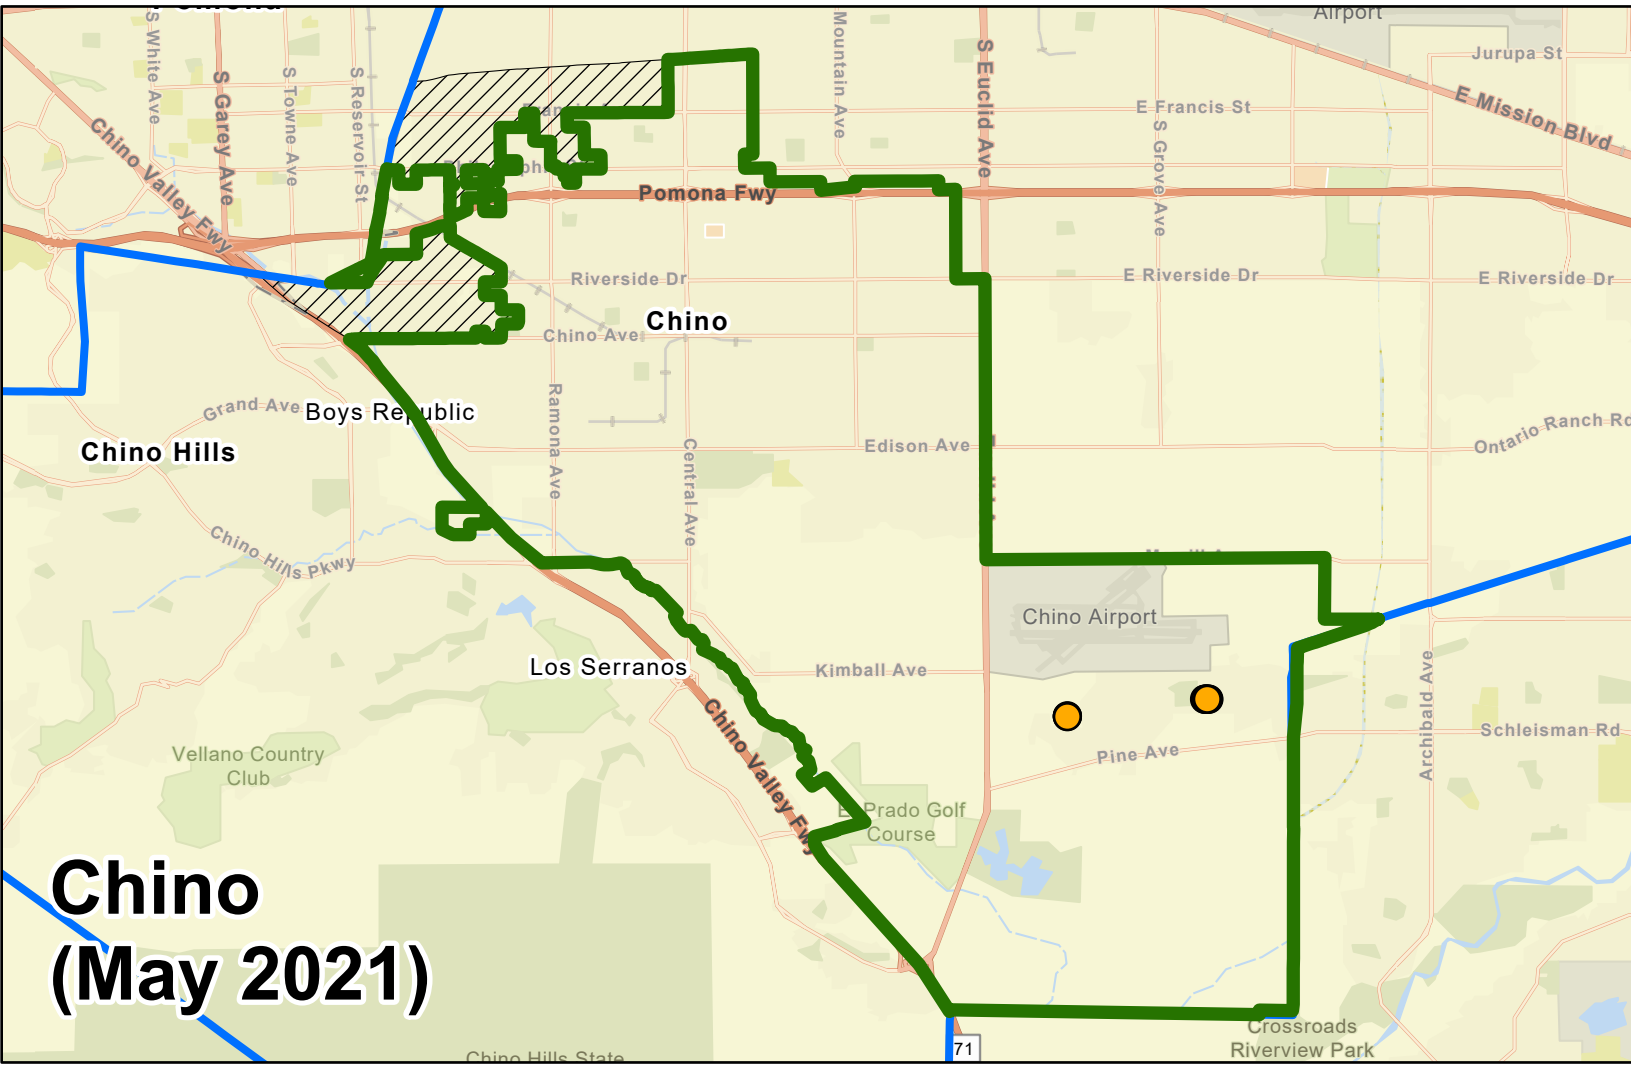 Pomona
Airport
S White Ave
S Garey Ave
S Towne Ave
S Reservoir St
Mountain Ave
S Euclid Ave
Jurupa St
E Mission Blvd
E Francis St
S Grove Ave
Chino Valley Fwy
Pomona Fwy
Riverside Dr
E Riverside Dr
E Riverside Dr
Chino
Chino Ave
Grand Ave
Boys Republic
Ramona Ave
Chino Hills
Central Ave
Edison Ave
Ontario Ranch Rd
Chino Hills Pkwy
Chino Airport
Los Serranos
Kimball Ave
Archibald Ave
Chino Valley Fwy
Schleisman Rd
Pine Ave
Vellano Country
Club
El Prado Golf
Course
Chino
(May 2021)
Crossroads
Riverview Park
71
Chino Hills State